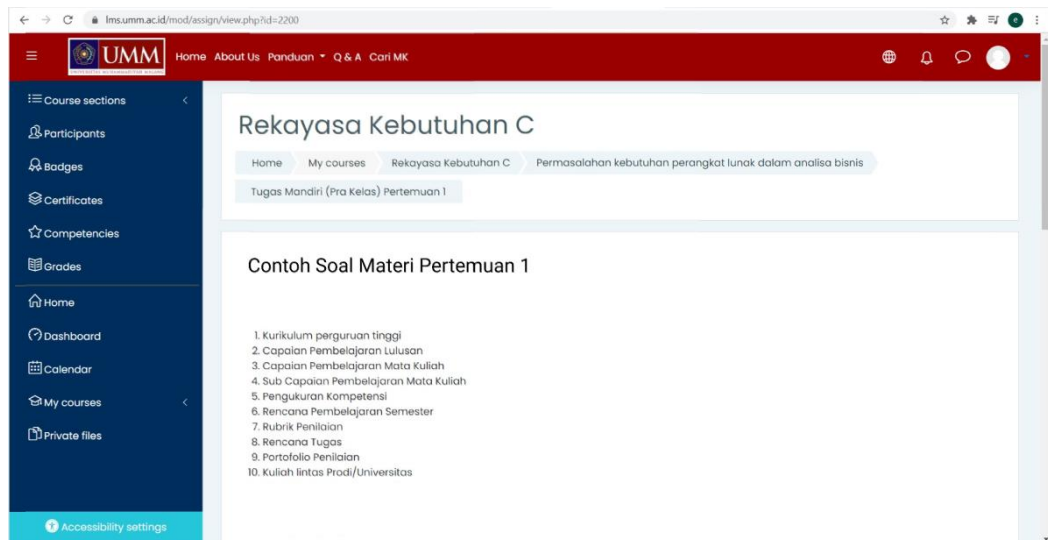 lms.umm.ac.id/mod/assign/view.php?id=2200
e
UMM
Home About Us Panduan Q & A Cari MK
Course sections
Participants
Badges
Certificates
Competencies
Grades
Home
Dashboard
Calendar
My courses
Private files
Accessibility settings
Rekayasa Kebutuhan C
Home My courses Rekayasa Kebutuhan C Permasalahan kebutuhan perangkat lunak dalam analisa bisnis
Tugas Mandiri (Pra Kelas) Pertemuan 1
Contoh Soal Materi Pertemuan 1
1. Kurikulum perguruan tinggi
2. Capaian Pembelajaran Lulusan
3. Capaian Pembelajaran Mata Kuliah
4. Sub Capaian Pembelajaran Mata Kuliah
5. Pengukuran Kompetensi
6. Rencana Pembelajaran Semester
7. Rubrik Penilaian
8. Rencana Tugas
9. Portofolio Penilaian
10. Kuliah lintas Prodi/Universitas